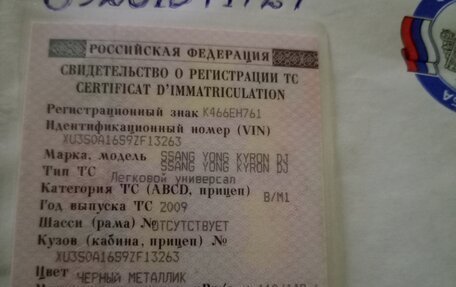 РОССИЙСКАЯ ФЕДЕРАЦИЯ
СВИДЕТЕЛЬСТВО О РЕГИСТРАЦИИ ТС
CERTIFICAT D'IMMATRICULATION
Регистрационный знак К466ЕН761
Идентификационный номер (VIN)
XU3S0A16S9ZF13263
Марка, модель SSANG YONG KYRON DJ
SSANG YONG KYRON DJ
Тип ТС Легковой универсал
Категория ТС (ABCD, прицеп) B/M1
Год выпуска ТС 2009
Шасси (рама) № ОТСУТСТВУЕТ
Кузов (кабина, прицеп) №
XU3S0A16S9ZF13263
Цвет ЧЕРНЫЙ МЕТАЛЛИК